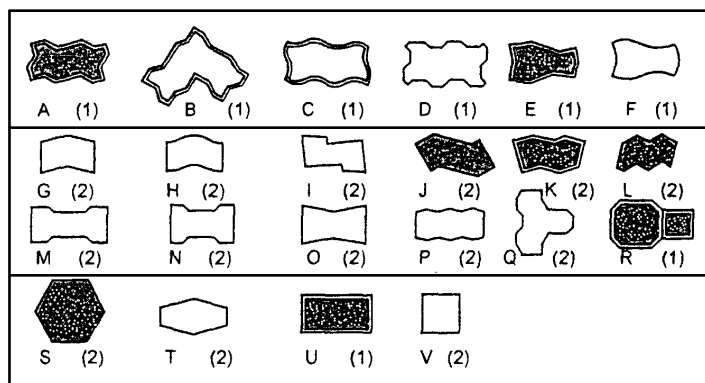 A (1) B (1) C (1) D (1) E (1) F (1)
G (2) H (2) I (2) J (2) K (2) L (2)
M (2) N (2) O (2) P (2) Q (2) R (1)
S (2) T (2) U (1) V (2)